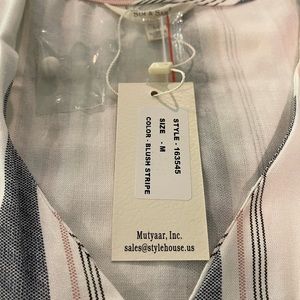 STYLE - 163545
SIZE - M
COLOR - BLUSH STRIPE
Mutyaar, Inc.
sales@stylehouse.us